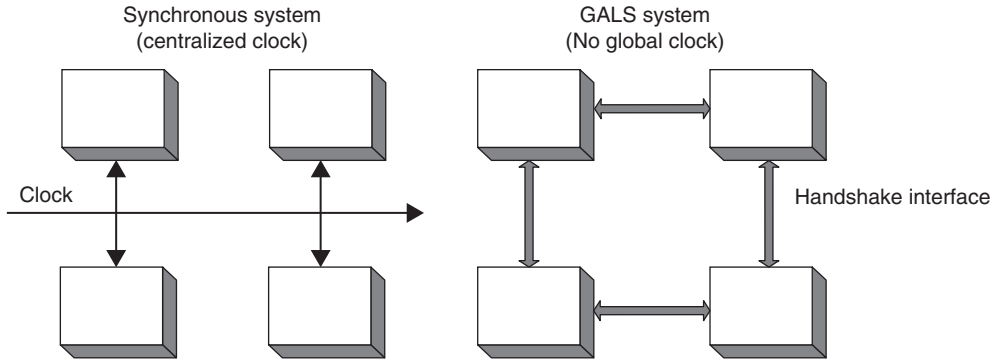 Synchronous system
(centralized clock)
GALS system
(No global clock)
Clock
Handshake interface